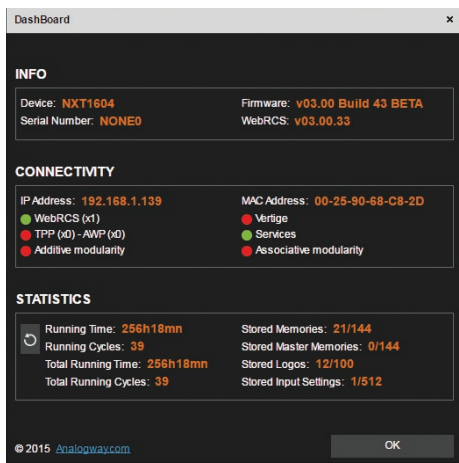 DashBoard ×
INFO
Device: NXT1604 Firmware: v03.00 Build 43 BETA
Serial Number: NONE0 WebRCS: v03.00.33
CONNECTIVITY
IP Address: 192.168.1.139 MAC Address: 00-25-90-68-C8-2D
WebRCS (x1) Vertige
TPP (x0) - AWP (x0) Services
Additive modularity Associative modularity
STATISTICS
Running Time: 256h18mn Stored Memories: 21/144
Running Cycles: 39 Stored Master Memories: 0/144
Total Running Time: 256h18mn Stored Logos: 12/100
Total Running Cycles: 39 Stored Input Settings: 1/512
© 2015 Analogway.com OK